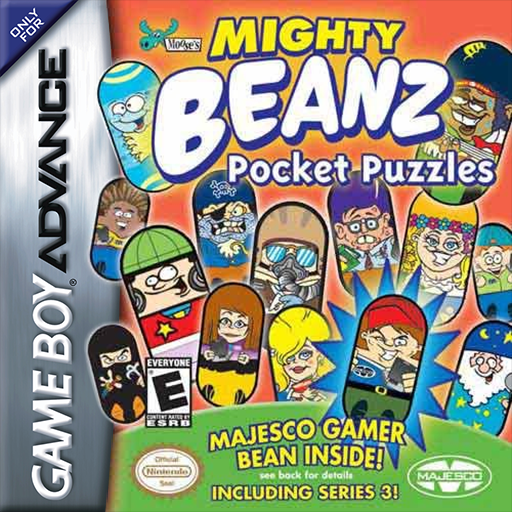 ONLY
FOR
GAME BOY ADVANCE
Moose's
MIGHTY
BEANZ
Pocket Puzzles
EVERYONE
E
CONTENT RATED BY
ESRB
MAJESCO GAMER
BEAN INSIDE!
see back for details
INCLUDING SERIES 3!
Official
Nintendo
Seal
MAJESCO